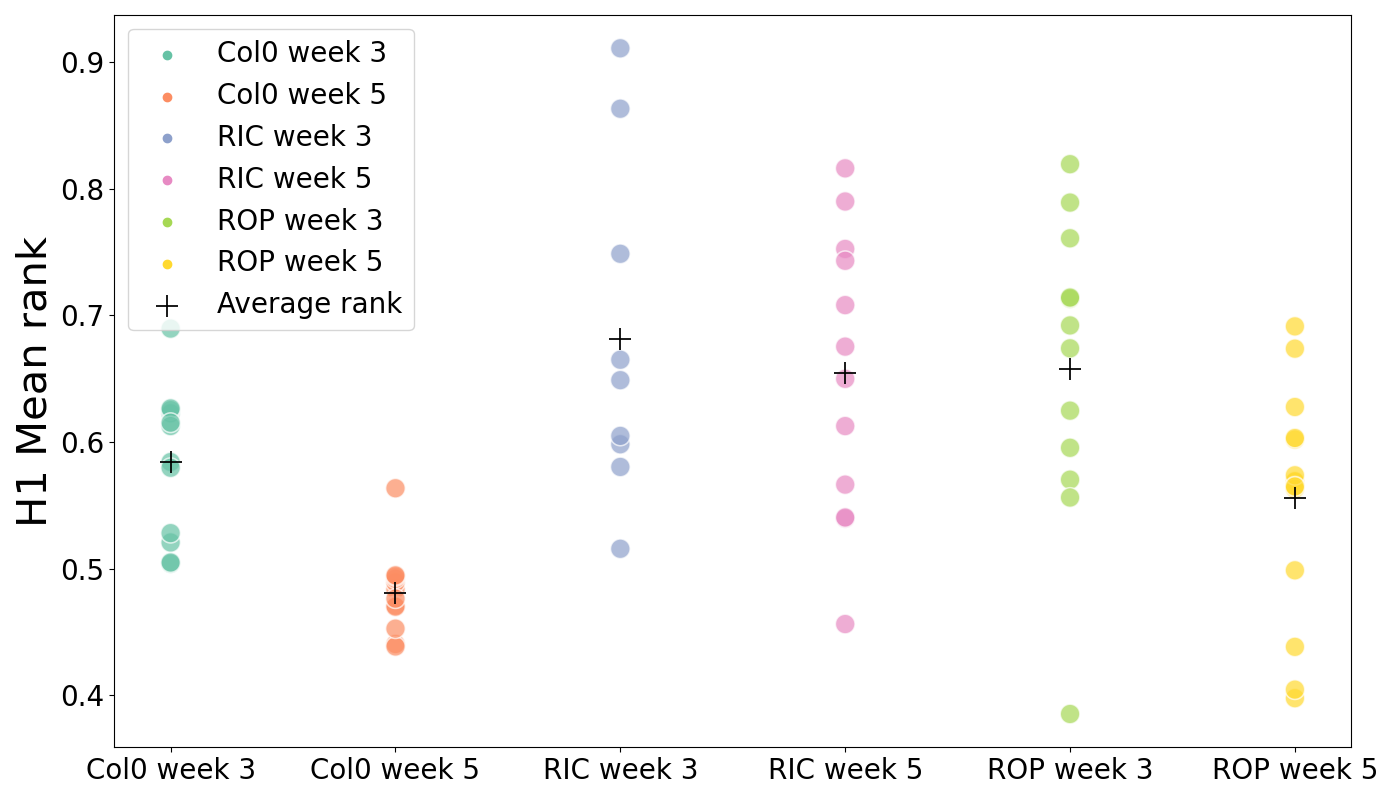 H1 Mean rank
0.9
0.8
0.7
0.6
0.5
0.4
Col0 week 3
Col0 week 5
RIC week 3
RIC week 5
ROP week 3
ROP week 5
Average rank
Col0 week 3
Col0 week 5
RIC week 3
RIC week 5
ROP week 3
ROP week 5